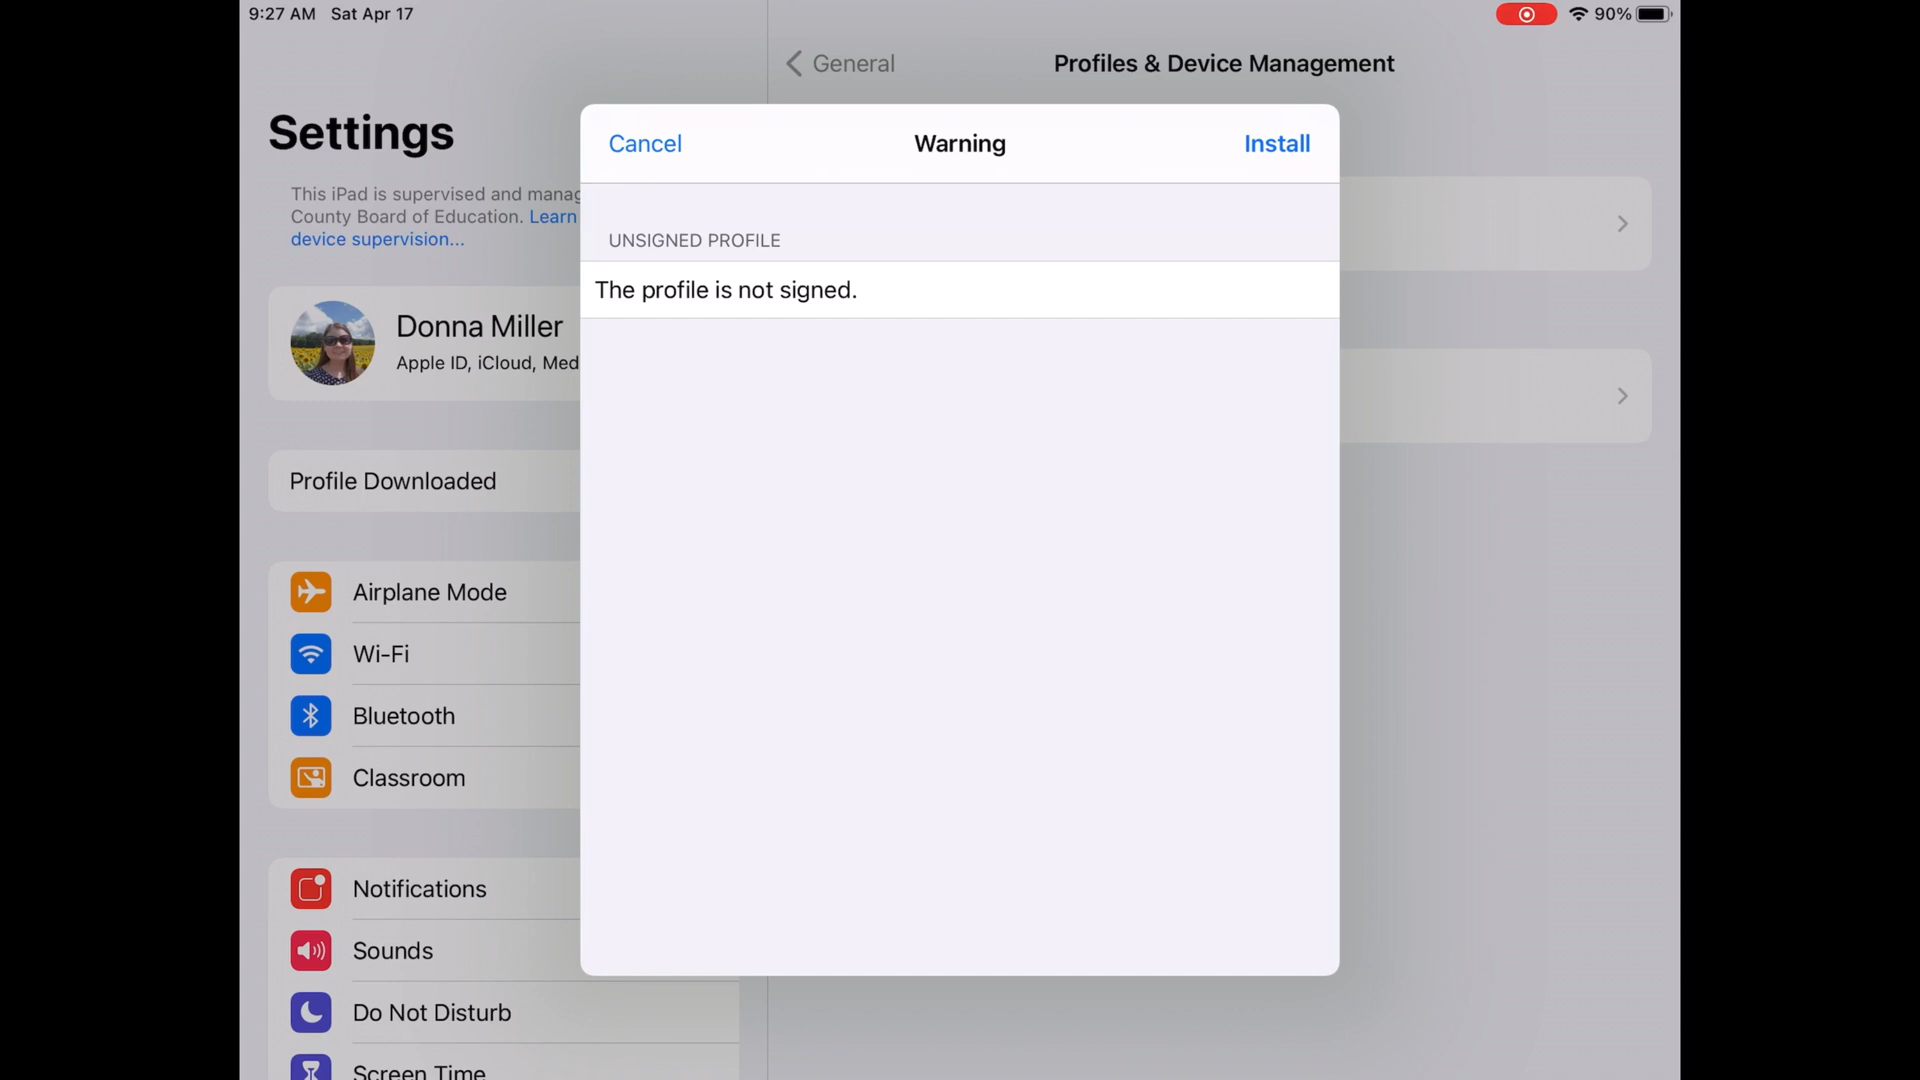 9:27 AM Sat Apr 17
90%
General
Profiles & Device Management
Settings
This iPad is supervised and
County Board of Education. Learn
device supervision...
Donna Miller
Apple ID, iCloud,
Profile Downloaded
Airplane Mode
Wi-Fi
Bluetooth
Classroom
Notifications
Sounds
Do Not Disturb
Screen Time
Cancel
Warning
Install
UNSIGNED PROFILE
The profile is not signed.